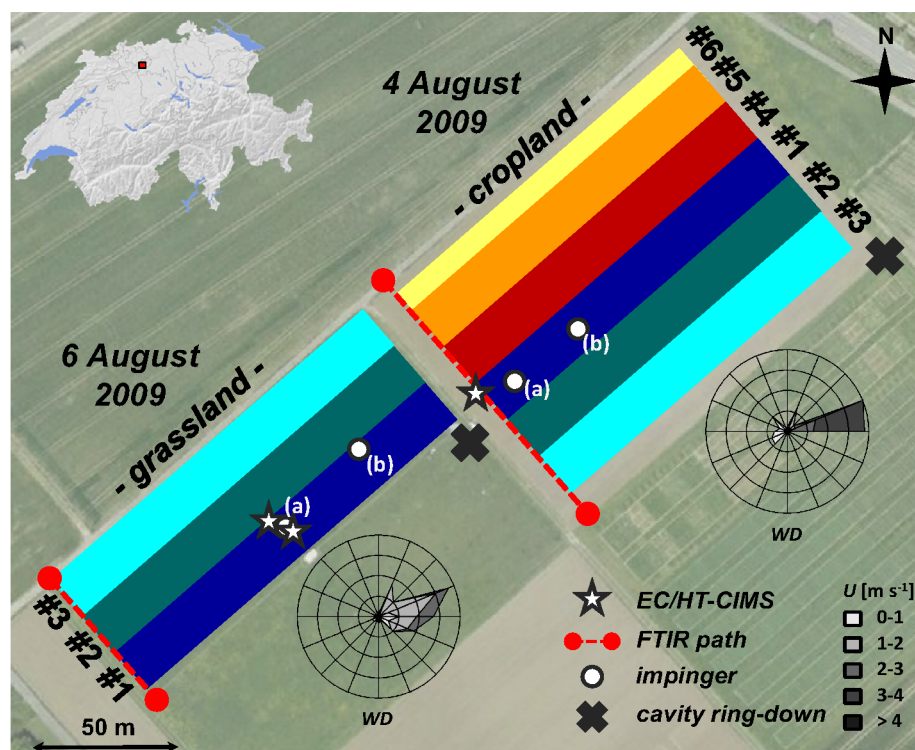 N
4 August
2009
- cropland -
#6 #5 #4 #1 #2 #3
6 August
2009
- grassland -
(b)
(a)
(b)
(a)
WD
WD
#3 #2 #1
50 m
EC/HT-CIMS
FTIR path
impinger
cavity ring-down
U [m s⁻¹]
0-1
1-2
2-3
3-4
> 4